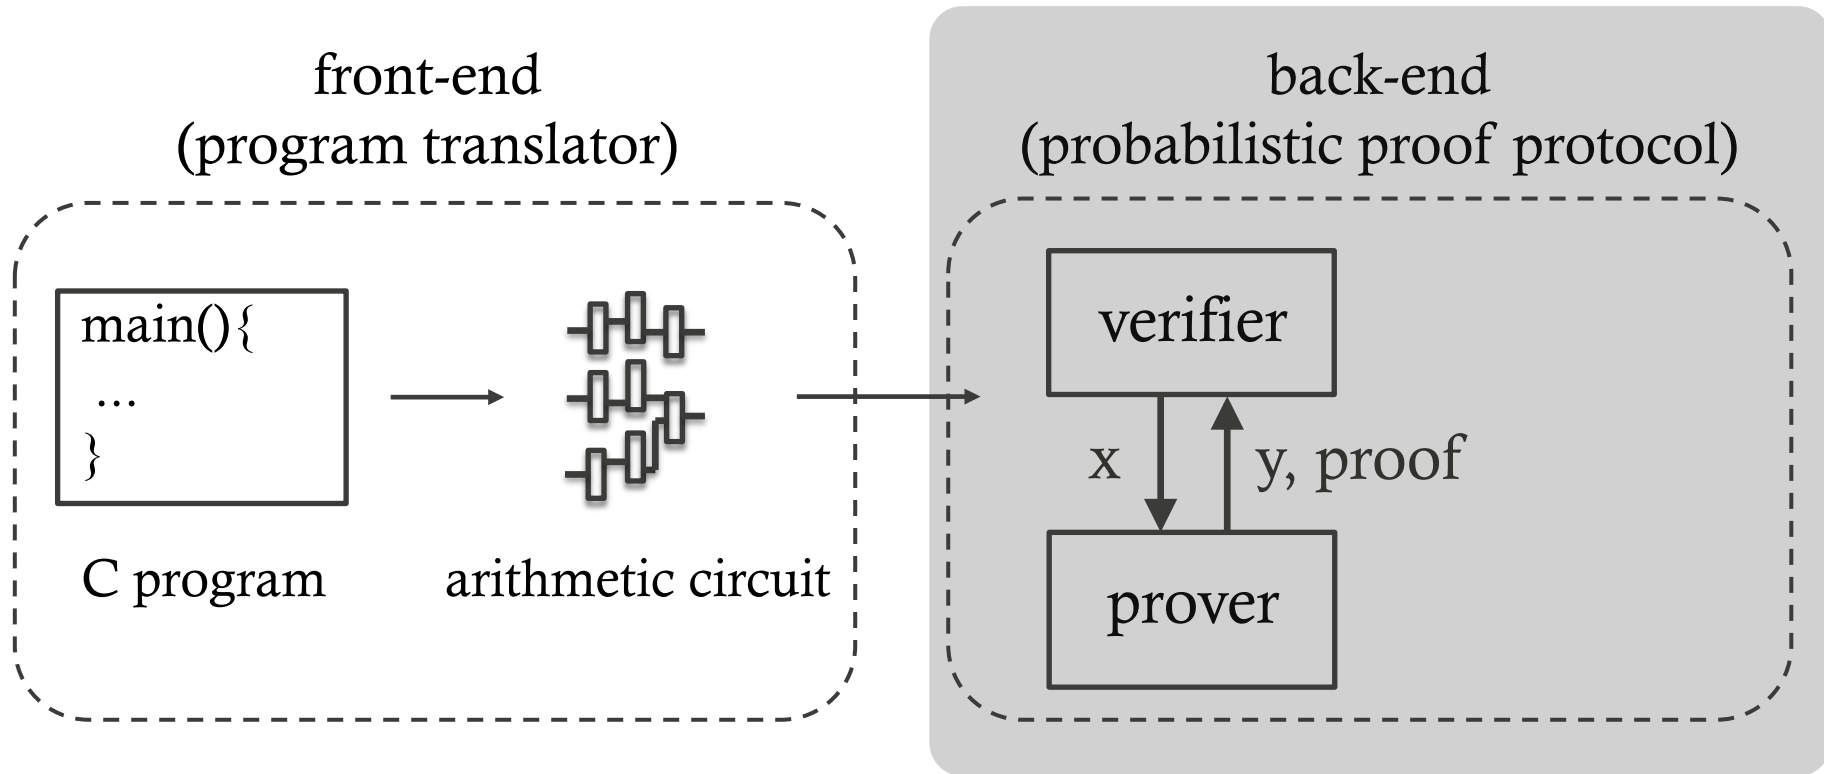 front-end
(program translator)
main(){
...
}
C program
arithmetic circuit
back-end
(probabilistic proof protocol)
verifier
x
y, proof
prover